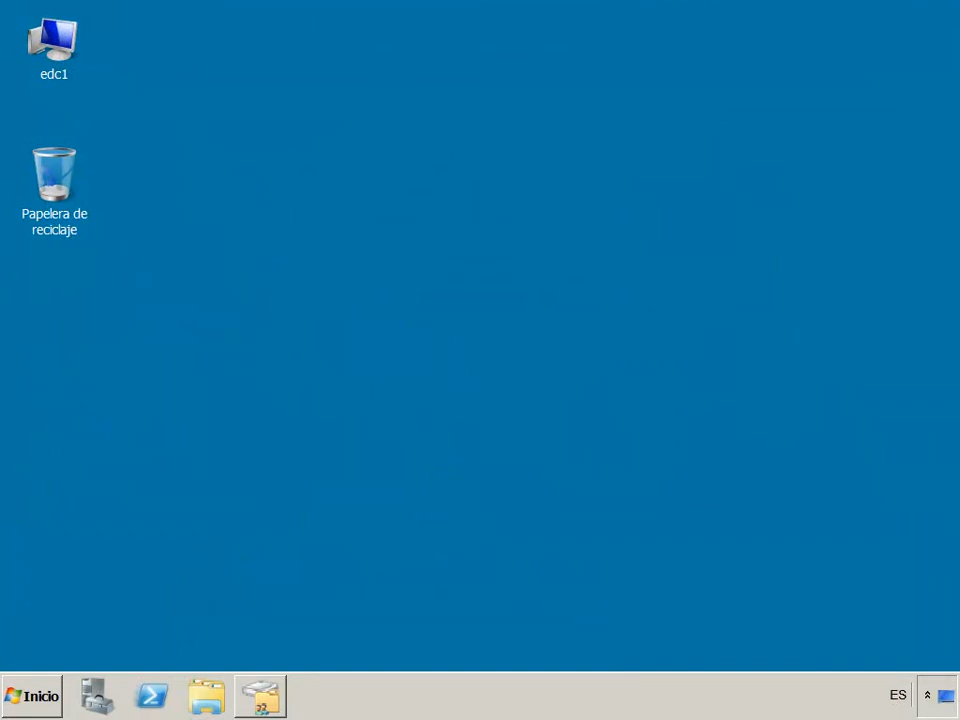 edc1
Papelera de
reciclaje
Inicio
ES